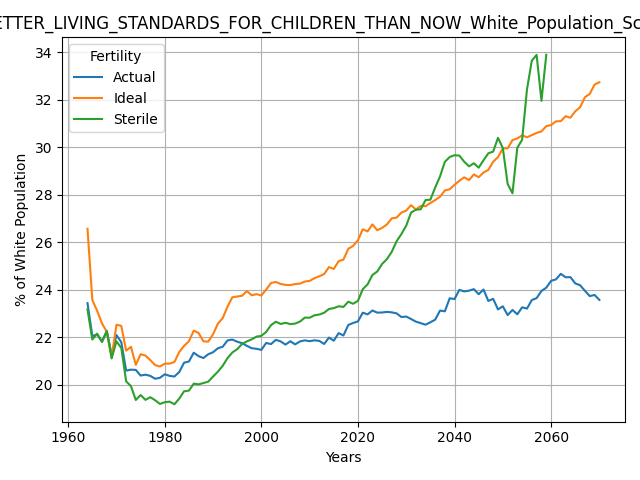 ETTER_LIVING_STANDARDS_FOR_CHILDREN_THAN_NOW_White_Population_Sc
Fertility
Actual
Ideal
Sterile
% of White Population
34
32
30
28
26
24
22
20
1960
1980
2000
2020
2040
2060
Years